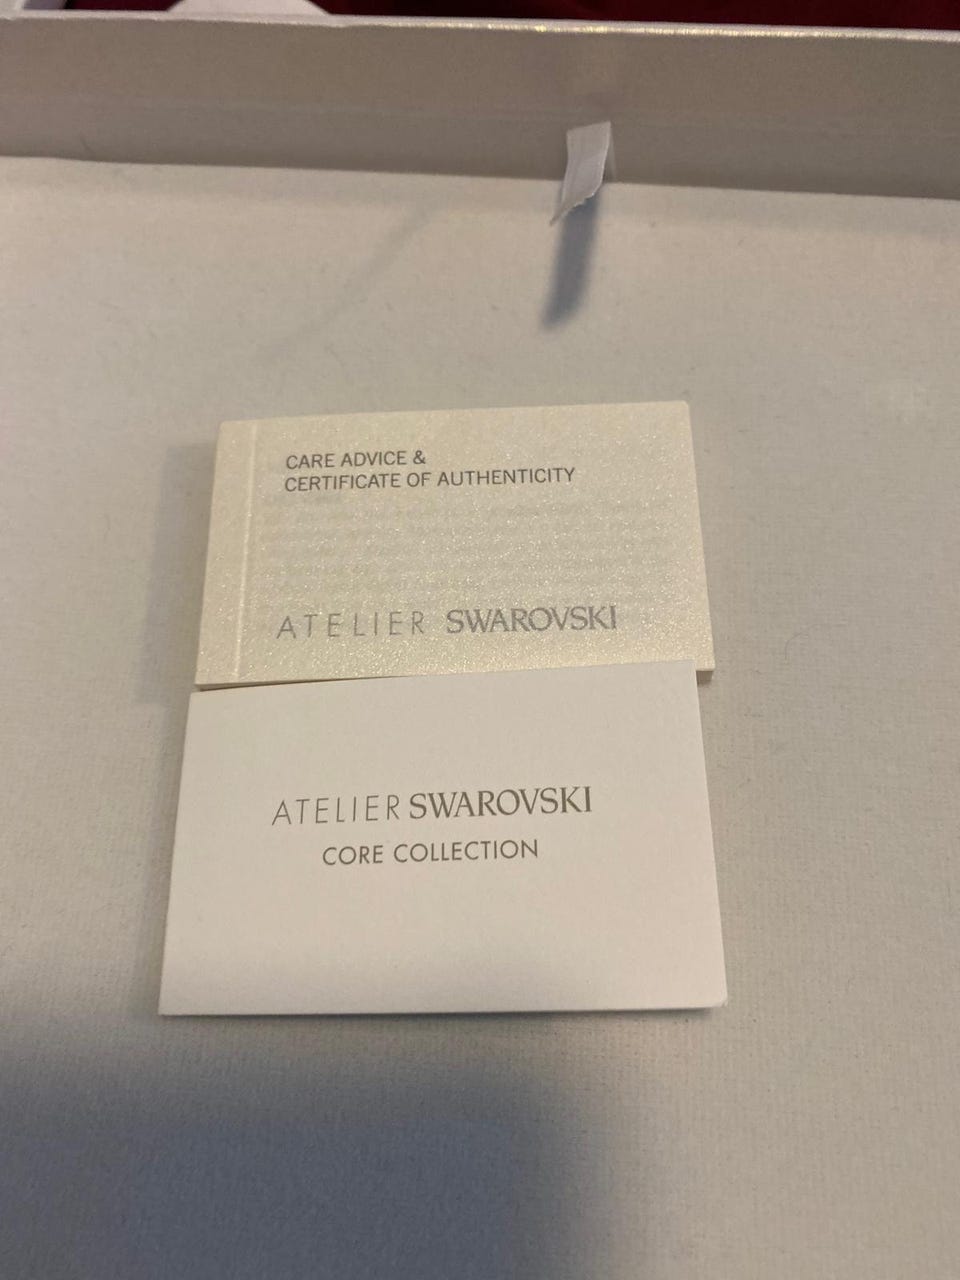 CARE ADVICE &
CERTIFICATE OF AUTHENTICITY
ATELIER SWAROVSKI
ATELIER SWAROVSKI
CORE COLLECTION